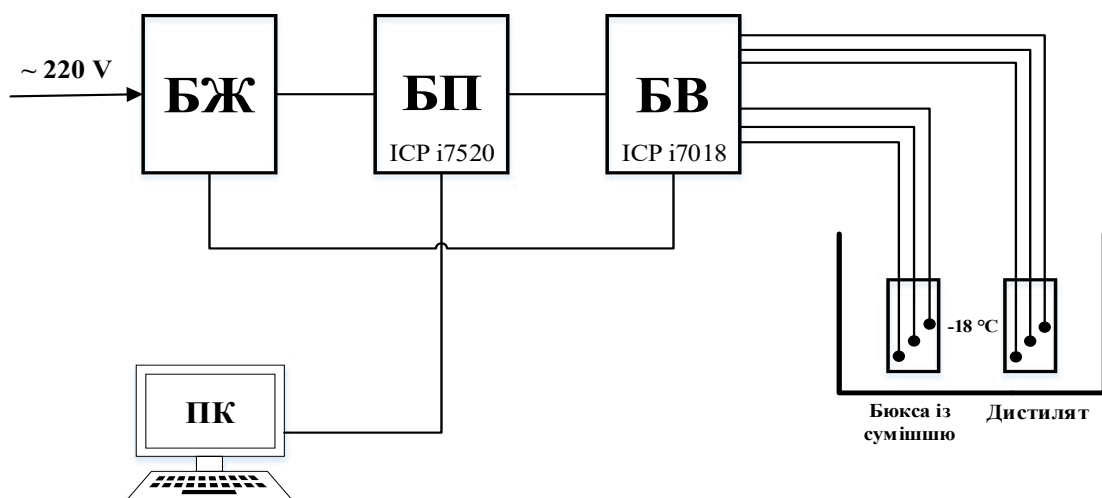 ~ 220 V
БЖ
БП
ICP i7520
БВ
ICP i7018
-18 °C
Бюкса із
сумішшю
Дистилят
ПК